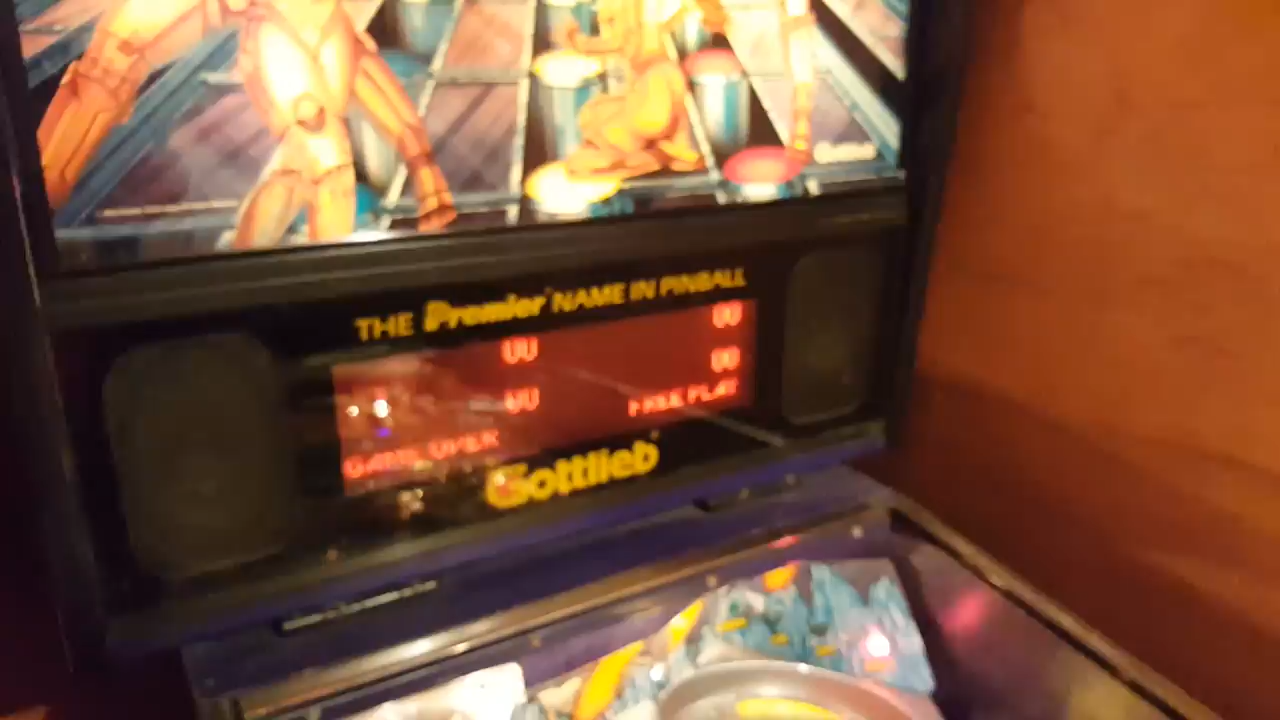 THE Premier NAME IN PINBALL
00
00
00
00
FREE PLAY
GAME OVER
Gottlieb